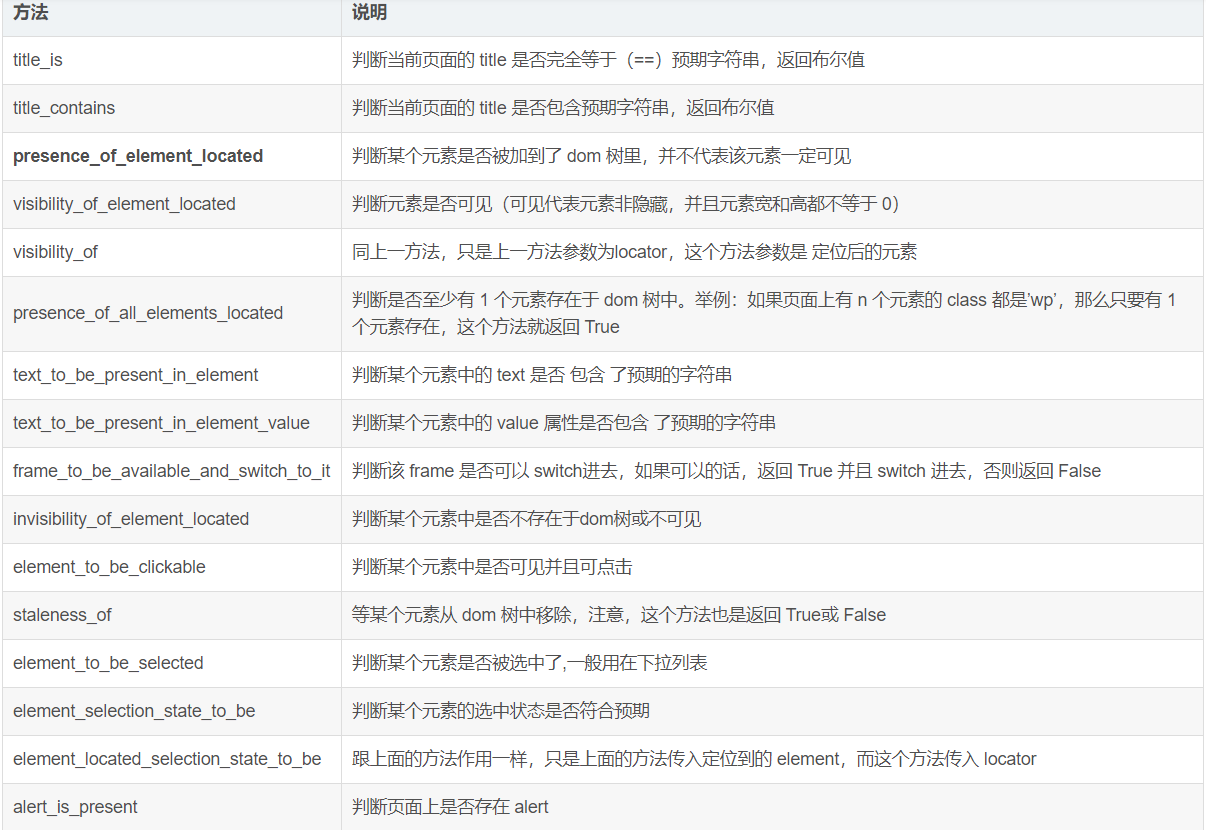 方法 说明
title_is 判断当前页面的 title 是否完全等于（==）预期字符串，返回布尔值
title_contains 判断当前页面的 title 是否包含预期字符串，返回布尔值
presence_of_element_located 判断某个元素是否被加到了 dom 树里，并不代表该元素一定可见
visibility_of_element_located 判断元素是否可见（可见代表元素非隐藏，并且元素宽和高都不等于 0）
visibility_of 同上一方法，只是上一方法参数为locator，这个方法参数是 定位后的元素
presence_of_all_elements_located 判断是否至少有 1 个元素存在于 dom 树中。举例：如果页面上有 n 个元素的 class 都是’wp’，那么只要有 1
个元素存在，这个方法就返回 True
text_to_be_present_in_element 判断某个元素中的 text 是否 包含 了预期的字符串
text_to_be_present_in_element_value 判断某个元素中的 value 属性是否包含 了预期的字符串
frame_to_be_available_and_switch_to_it 判断该 frame 是否可以 switch进去，如果可以的话，返回 True 并且 switch 进去，否则返回 False
invisibility_of_element_located 判断某个元素中是否不存在于dom树或不可见
element_to_be_clickable 判断某个元素中是否可见并且可点击
staleness_of 等某个元素从 dom 树中移除，注意，这个方法也是返回 True或 False
element_to_be_selected 判断某个元素是否被选中了,一般用在下拉列表
element_selection_state_to_be 判断某个元素的选中状态是否符合预期
element_located_selection_state_to_be 跟上面的方法作用一样，只是上面的方法传入定位到的 element，而这个方法传入 locator
alert_is_present 判断页面上是否存在 alert